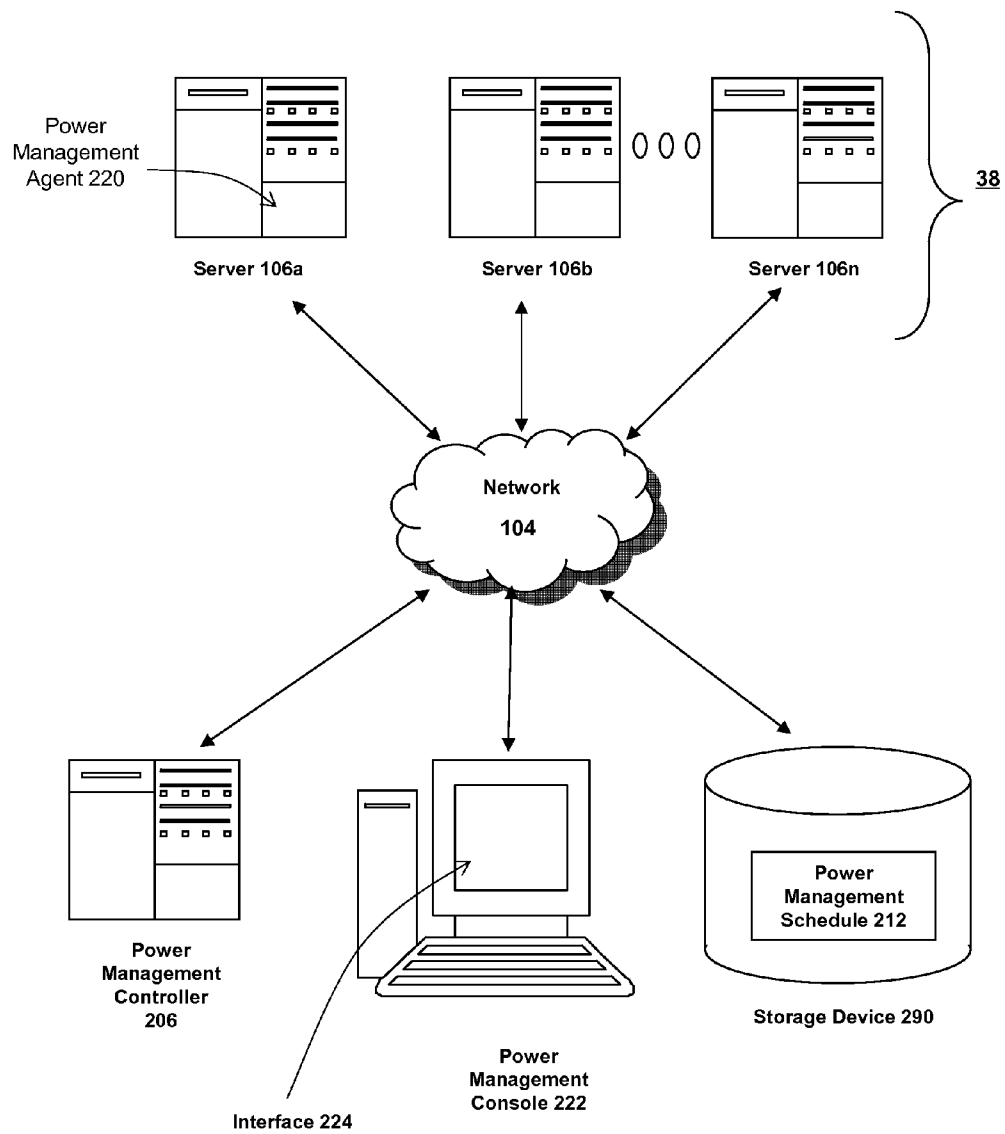 Power
Management
Agent 220
38
Server 106a
Server 106b
Server 106n
Network
104
Power
Management
Schedule 212
Power
Management
Controller
206
Storage Device 290
Power
Management
Console 222
Interface 224